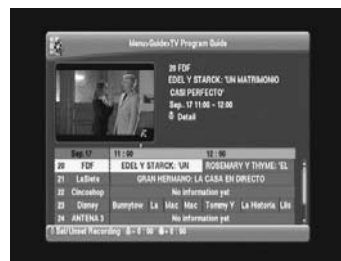 Menu>Guide>TV Program Guide
20 FDF
EDEL Y STARCK: 'UN MATRIMONIO
CASI PERFECTO'
Sep. 17 11:00 - 12:00
Detail
Sep. 17 11 : 00 12 : 00
20 FDF EDEL Y STARCK: 'UN ROSEMARY Y THYME: 'EL
21 LaSiete GRAN HERMANO: LA CASA EN DIRECTO
22 Cincoshop No information yet
23 Disney Bunnytow La Mac Mac Tommy Y La Historia Lilo
24 ANTENA 3 No information yet
Set/Unset Recording